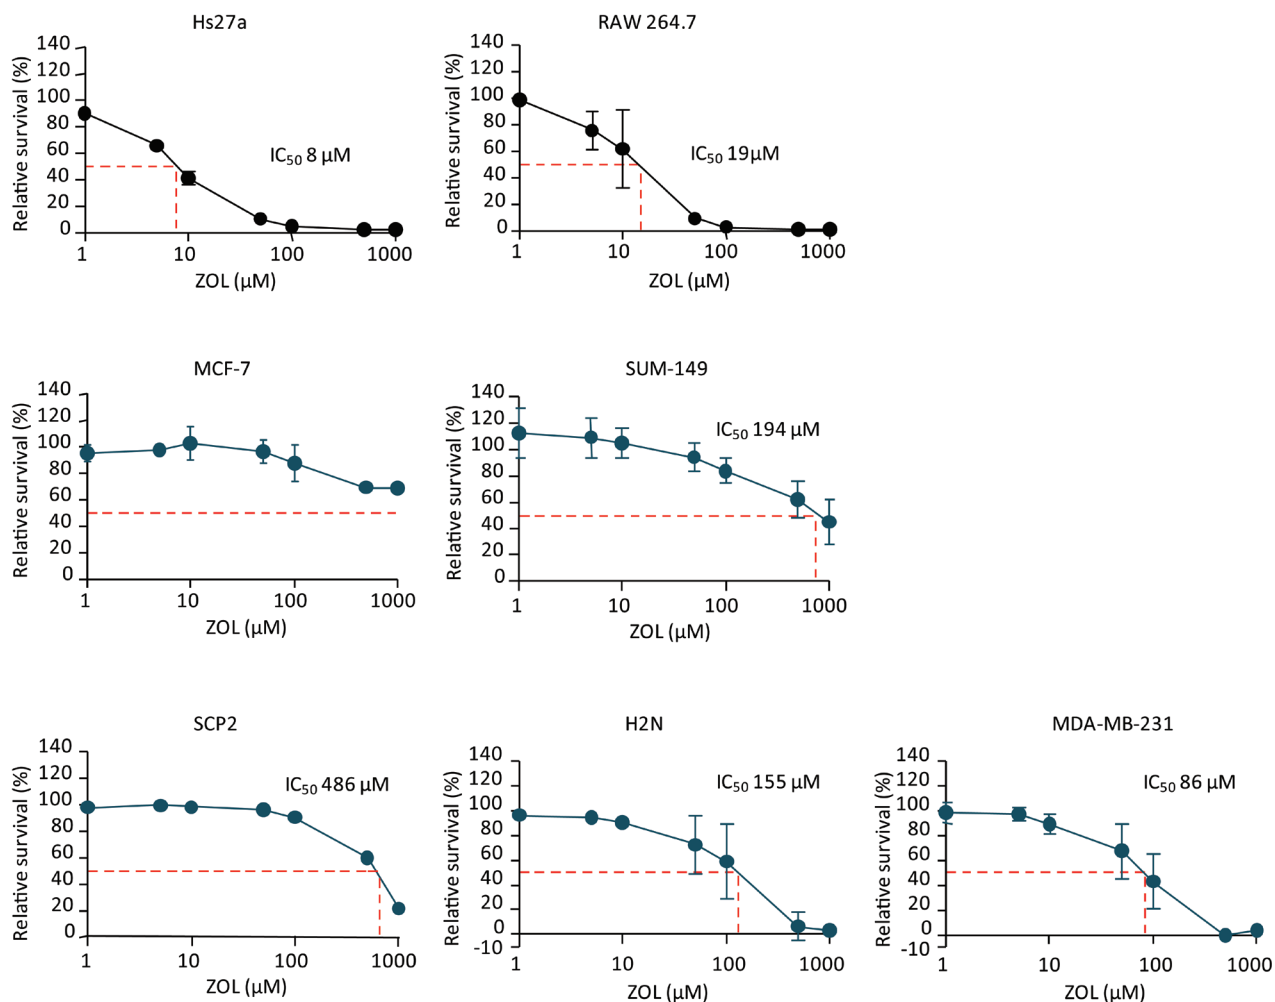 Hs27a
Relative survival (%)
140
120
100
80
60
40
20
0
IC50 8 µM
1 10 100 1000
ZOL (µM)
RAW 264.7
Relative survival (%)
140
120
100
80
60
40
20
0
IC50 19µM
1 10 100 1000
ZOL (µM)
MCF-7
Relative survival (%)
140
120
100
80
60
40
20
0
1 10 100 1000
ZOL (µM)
SUM-149
Relative survival (%)
140
120
100
80
60
40
20
0
IC50 194 µM
1 10 100 1000
ZOL (µM)
SCP2
Relative survival (%)
140
120
100
80
60
40
20
0
IC50 486 µM
1 10 100 1000
ZOL (µM)
H2N
Relative survival (%)
140
120
100
80
60
40
20
0
-10
IC50 155 µM
1 10 100 1000
ZOL (µM)
MDA-MB-231
Relative survival (%)
140
120
100
80
60
40
20
0
-10
IC50 86 µM
1 10 100 1000
ZOL (µM)